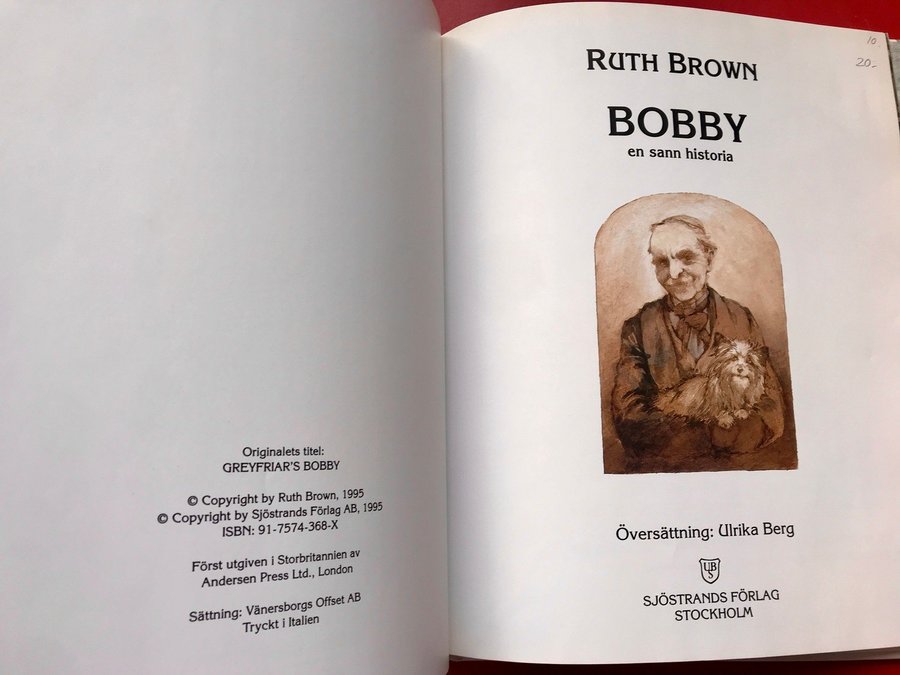 Originalets titel:
GREYFRIAR'S BOBBY
© Copyright by Ruth Brown, 1995
© Copyright by Sjöstrands Förlag AB, 1995
ISBN: 91-7574-368-X
Först utgiven i Storbritannien av
Andersen Press Ltd., London
Sättning: Vänersborgs Offset AB
Tryckt i Italien
10
20-
RUTH BROWN
BOBBY
en sann historia
Översättning: Ulrika Berg
UB
S
SJÖSTRANDS FÖRLAG
STOCKHOLM